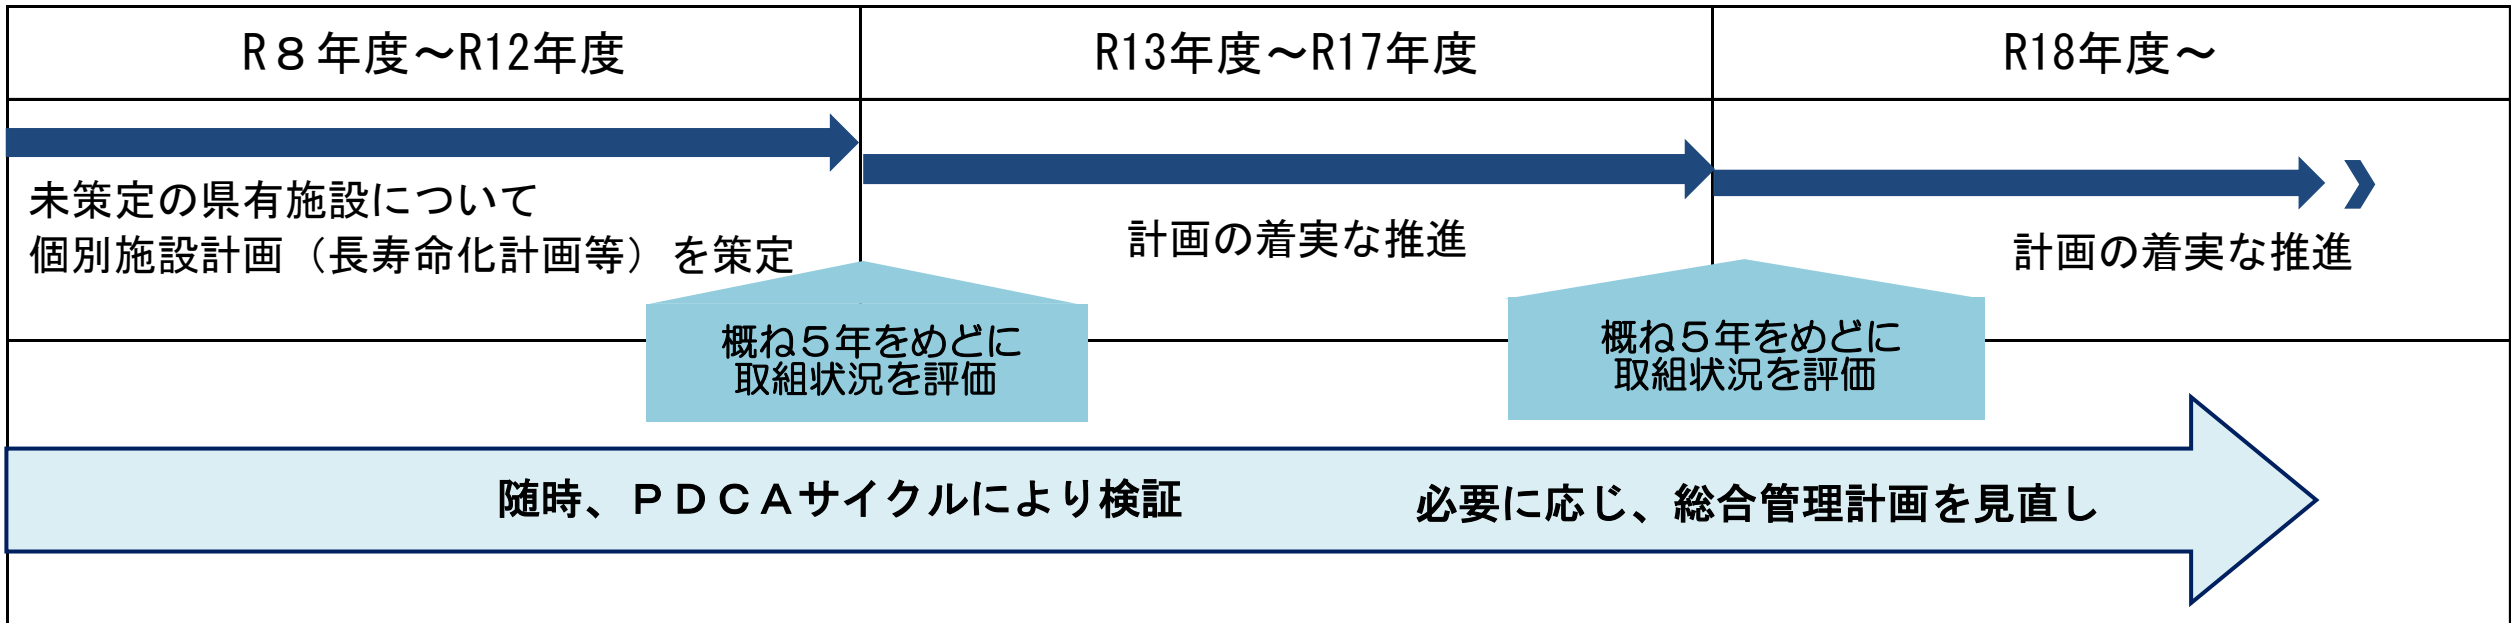 R８年度～R12年度
R13年度～R17年度
R18年度～
未策定の県有施設について
個別施設計画（長寿命化計画等）を策定
計画の着実な推進
計画の着実な推進
概ね５年をめどに
取組状況を評価
概ね５年をめどに
取組状況を評価
随時、ＰＤＣＡサイクルにより検証
必要に応じ、総合管理計画を見直し